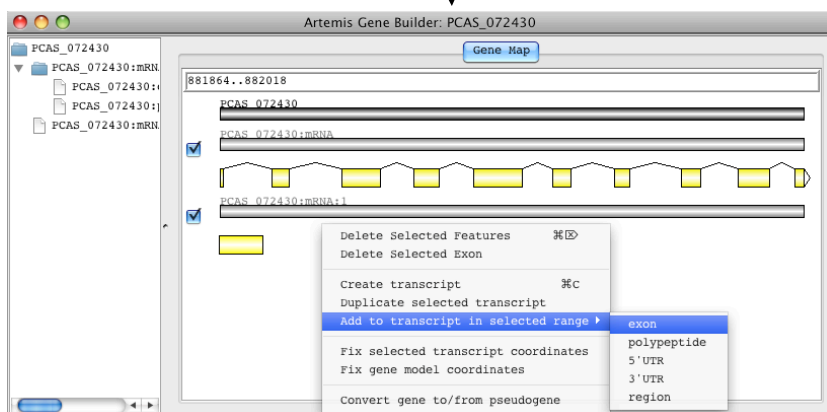 Artemis Gene Builder: PCAS_072430
PCAS_072430
PCAS_072430:mRN
PCAS_072430:
PCAS_072430:
PCAS_072430:mRN
Gene Map
881864..882018
PCAS_072430
PCAS_072430:mRNA
PCAS_072430:mRNA:1
Delete Selected Features ⌘⌦
Delete Selected Exon
Create transcript ⌘C
Duplicate selected transcript
Add to transcript in selected range
exon
polypeptide
5'UTR
3'UTR
region
Fix selected transcript coordinates
Fix gene model coordinates
Convert gene to/from pseudogene